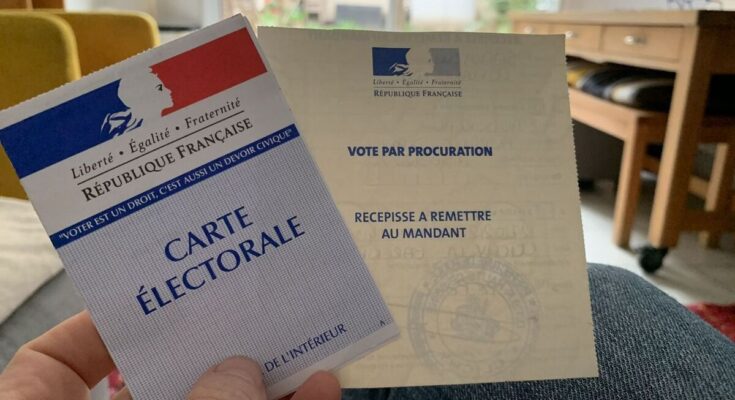 Liberté • Égalité • Fraternité
RÉPUBLIQUE FRANÇAISE
"VOTER EST UN DROIT, C'EST AUSSI UN DEVOIR CIVIQUE"
CARTE
ÉLECTORALE
DE L'INTÉRIEUR
Liberté • Égalité • Fraternité
RÉPUBLIQUE FRANÇAISE
VOTE PAR PROCURATION
RECEPISSE A REMETTRE
AU MANDANT